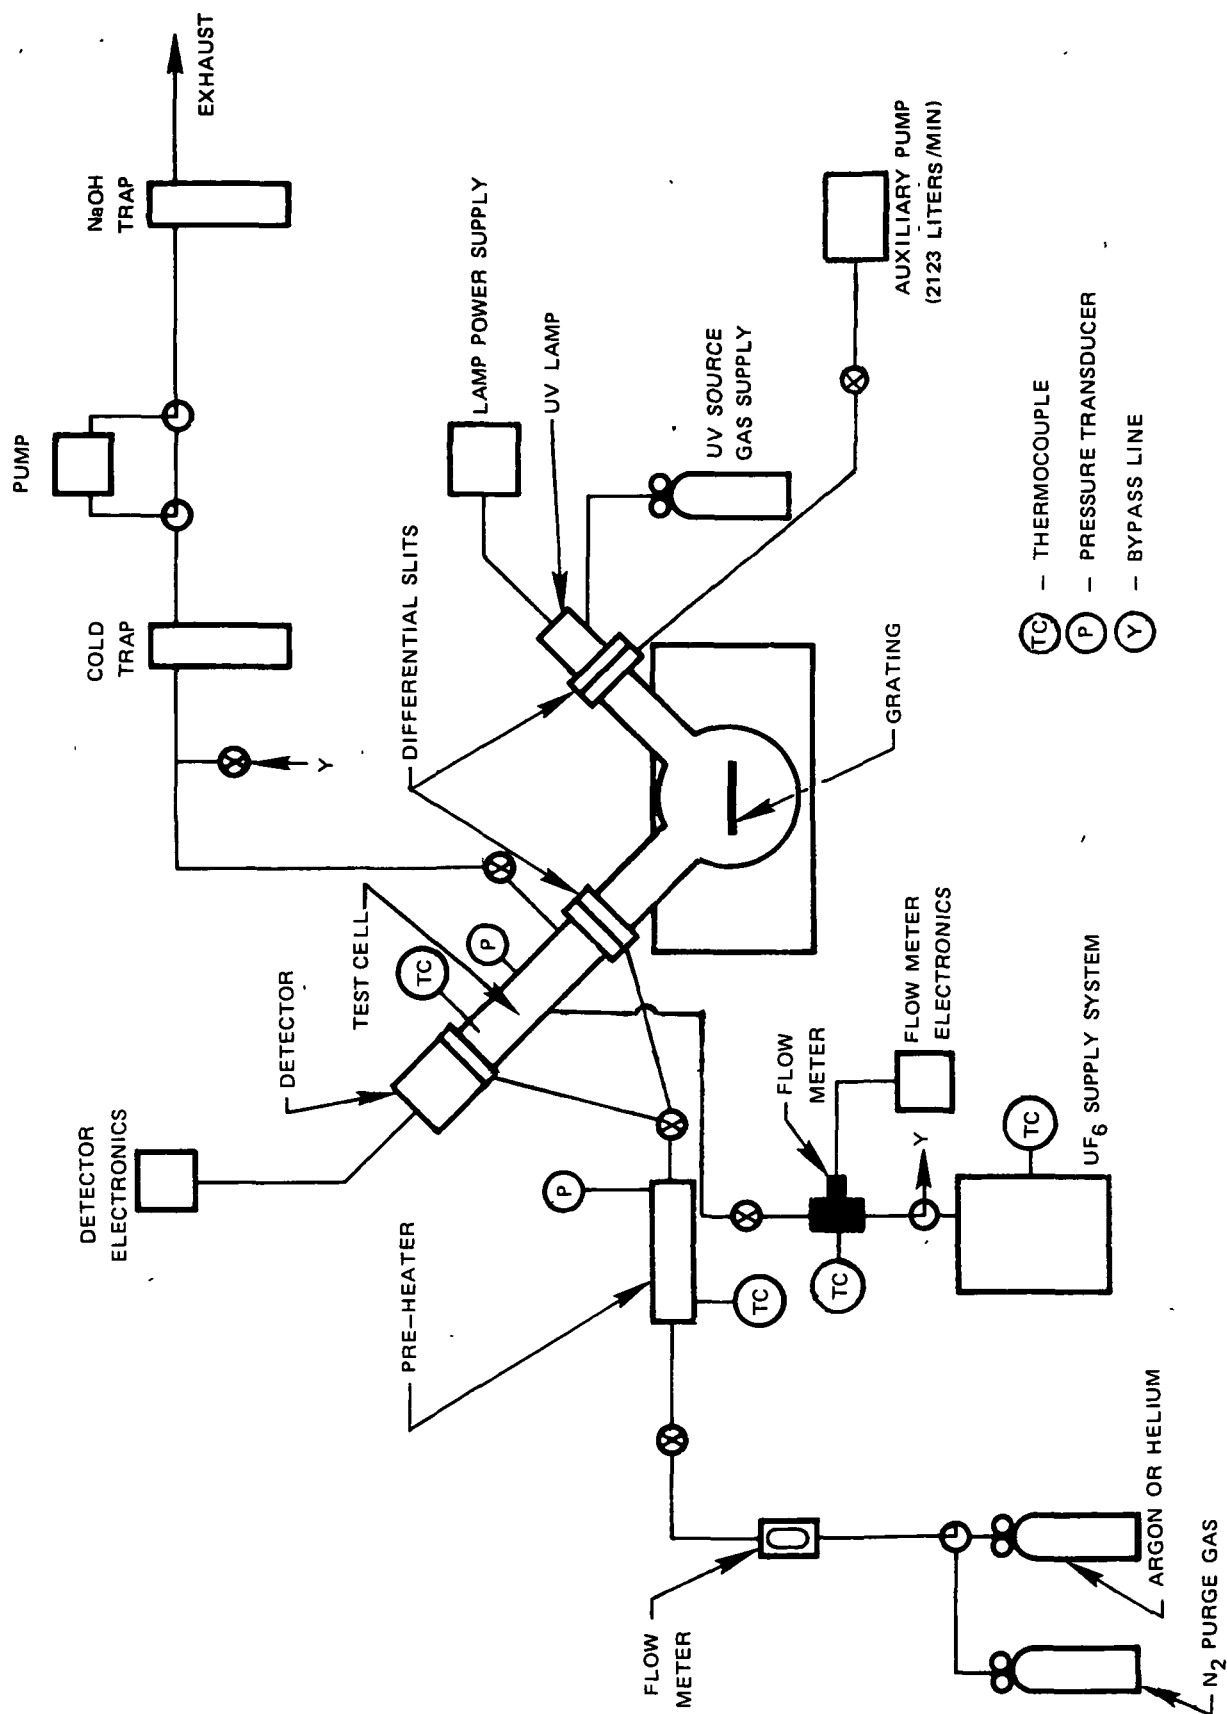 EXHAUST
NaOH
TRAP
PUMP
COLD
TRAP
Y
LAMP POWER SUPPLY
UV LAMP
DIFFERENTIAL SLITS
UV SOURCE
GAS SUPPLY
AUXILIARY PUMP
(2123 LITERS/MIN)
GRATING
TEST CELL
P
TC
DETECTOR
DETECTOR
ELECTRONICS
PRE-HEATER
P
TC
FLOW
METER
FLOW METER
ELECTRONICS
TC
Y
TC
UF6 SUPPLY SYSTEM
FLOW
METER
ARGON OR HELIUM
N2 PURGE GAS
TC – THERMOCOUPLE
P – PRESSURE TRANSDUCER
Y – BYPASS LINE